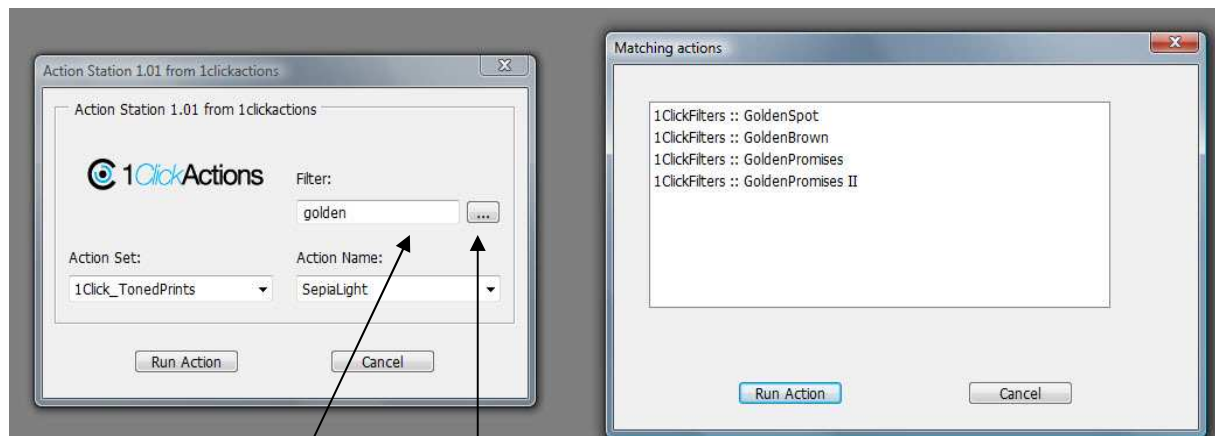 Action Station 1.01 from 1clickactions
Action Station 1.01 from 1clickactions
1ClickActions
Filter:
golden
...
Action Set:
Action Name:
1Click_TonedPrints
SepiaLight
Run Action
Cancel
Matching actions
1ClickFilters :: GoldenSpot
1ClickFilters :: GoldenBrown
1ClickFilters :: GoldenPromises
1ClickFilters :: GoldenPromises II
Run Action
Cancel